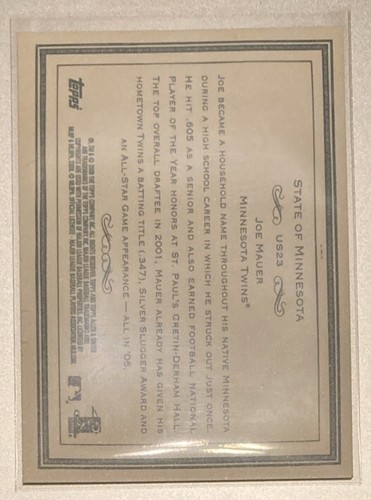 STATE OF MINNESOTA
US23
JOE MAUER
MINNESOTA TWINS®
JOE BECAME A HOUSEHOLD NAME THROUGHOUT HIS NATIVE MINNESOTA
DURING A HIGH SCHOOL CAREER IN WHICH HE STRUCK OUT JUST ONCE.
HE HIT .605 AS A SENIOR AND ALSO EARNED FOOTBALL NATIONAL
PLAYER OF THE YEAR HONORS AT ST. PAUL'S CRETIN-DERHAM HALL.
THE TOP OVERALL DRAFTEE IN 2001, MAUER ALREADY HAS GIVEN HIS
HOMETOWN TWINS A BATTING TITLE (.347), SILVER SLUGGER AWARD AND
AN ALL-STAR GAME APPEARANCE — ALL IN '06.
Topps